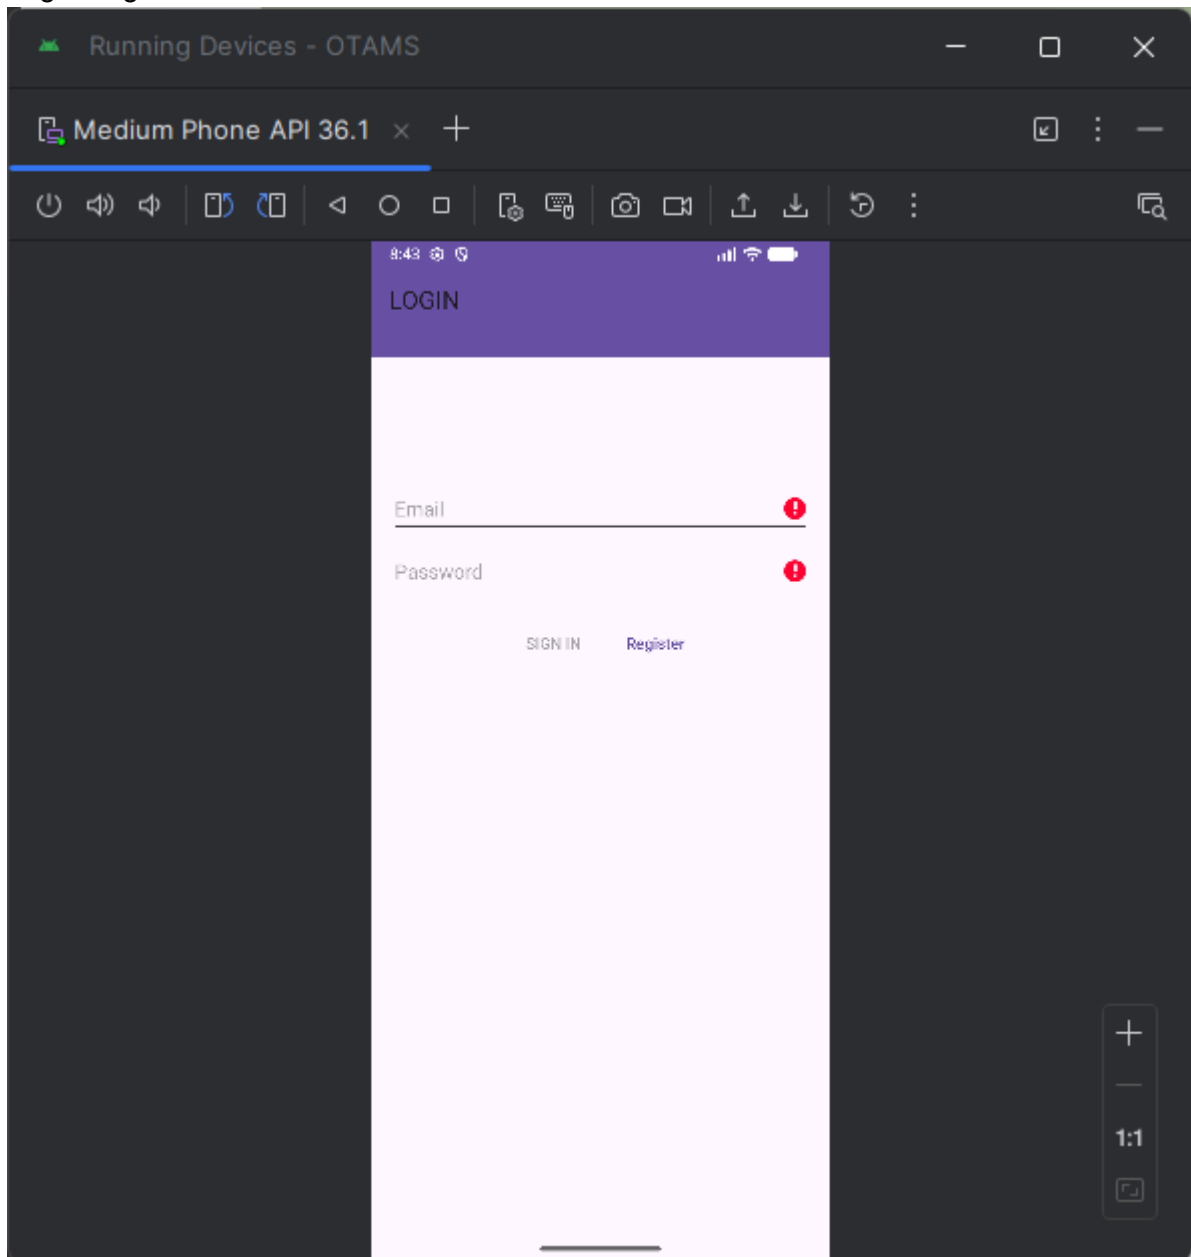 Running Devices - OTAMS
Medium Phone API 36.1
8:43
LOGIN
Email
Password
SIGN IN Register
1:1